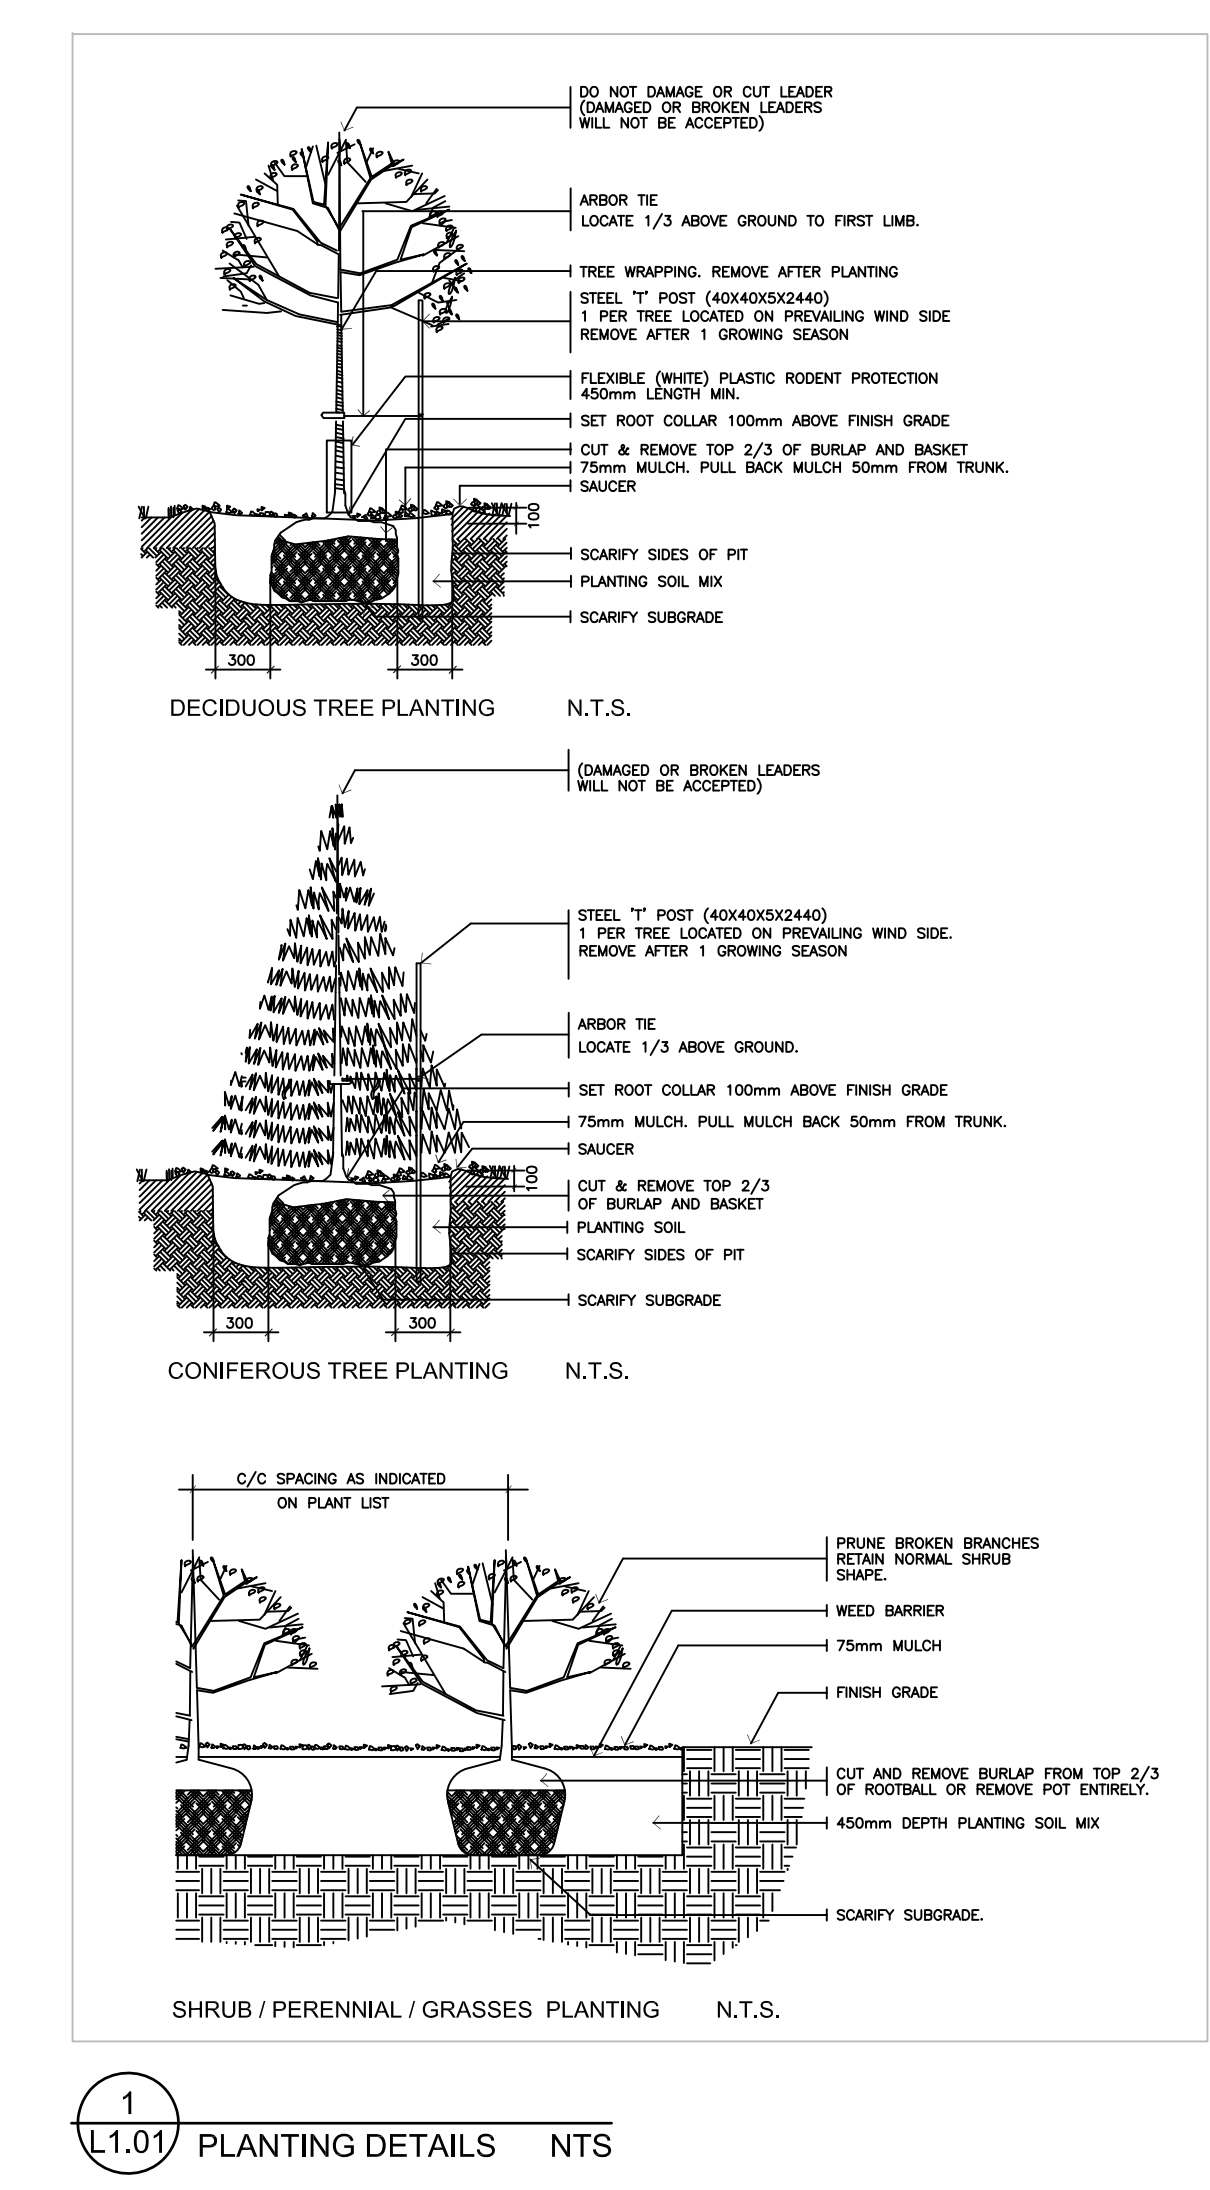 DO NOT DAMAGE OR CUT LEADER
(DAMAGED OR BROKEN LEADERS
WILL NOT BE ACCEPTED)
ARBOR TIE
LOCATE 1/3 ABOVE GROUND TO FIRST LIMB.
TREE WRAPPING. REMOVE AFTER PLANTING
STEEL 'T' POST (40X40X5X2440)
1 PER TREE LOCATED ON PREVAILING WIND SIDE
REMOVE AFTER 1 GROWING SEASON
FLEXIBLE (WHITE) PLASTIC RODENT PROTECTION
450mm LENGTH MIN.
SET ROOT COLLAR 100mm ABOVE FINISH GRADE
CUT & REMOVE TOP 2/3 OF BURLAP AND BASKET
75mm MULCH. PULL BACK MULCH 50mm FROM TRUNK.
SAUCER
100
SCARIFY SIDES OF PIT
PLANTING SOIL MIX
SCARIFY SUBGRADE
300 300
DECIDUOUS TREE PLANTING N.T.S.
(DAMAGED OR BROKEN LEADERS
WILL NOT BE ACCEPTED)
STEEL 'T' POST (40X40X5X2440)
1 PER TREE LOCATED ON PREVAILING WIND SIDE.
REMOVE AFTER 1 GROWING SEASON
ARBOR TIE
LOCATE 1/3 ABOVE GROUND.
SET ROOT COLLAR 100mm ABOVE FINISH GRADE
75mm MULCH. PULL MULCH BACK 50mm FROM TRUNK.
SAUCER
100
CUT & REMOVE TOP 2/3
OF BURLAP AND BASKET
PLANTING SOIL
SCARIFY SIDES OF PIT
SCARIFY SUBGRADE
300 300
CONIFEROUS TREE PLANTING N.T.S.
C/C SPACING AS INDICATED
ON PLANT LIST
PRUNE BROKEN BRANCHES
RETAIN NORMAL SHRUB
SHAPE.
WEED BARRIER
75mm MULCH
FINISH GRADE
CUT AND REMOVE BURLAP FROM TOP 2/3
OF ROOTBALL OR REMOVE POT ENTIRELY.
450mm DEPTH PLANTING SOIL MIX
SCARIFY SUBGRADE.
SHRUB / PERENNIAL / GRASSES PLANTING N.T.S.
1
L1.01 PLANTING DETAILS NTS